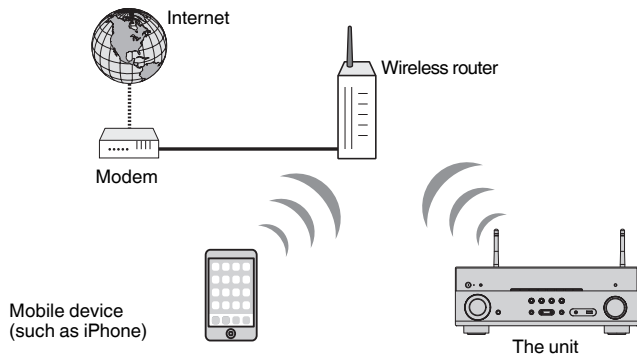 Internet
Wireless router
Modem
Mobile device
(such as iPhone)
The unit